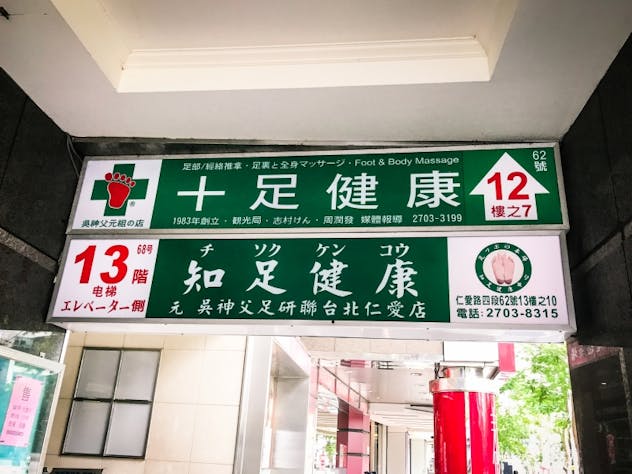 足部/經絡推拿・足裏と全身マッサージ・Foot & Body Massage
十足健康
1983年創立・觀光局・志村けん・周潤發 媒體報導 2703-3199
®
吳神父元祖の店
62號
12
樓之7
13階
68号
电梯
エレベーター側
チ ソク ケン コウ
知足健康
元 吳神父足研聯台北仁愛店
仁愛路四段62號13樓之10
電話:2703-8315
售